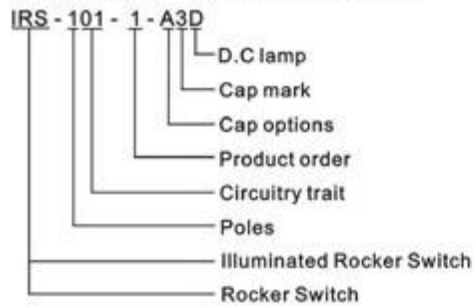 IRS - 101 - 1 - A3D
D.C lamp
Cap mark
Cap options
Product order
Circuitry trait
Poles
Illuminated Rocker Switch
Rocker Switch